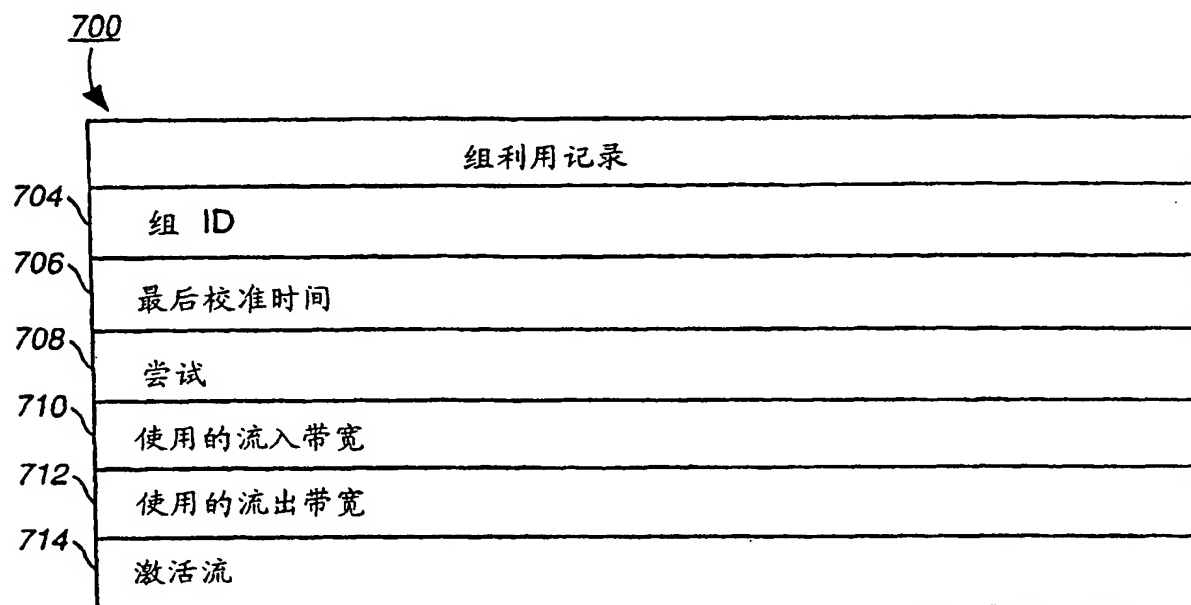 700
组利用记录
704
组 ID
706
最后校准时间
708
尝试
710
使用的流入带宽
712
使用的流出带宽
714
激活流